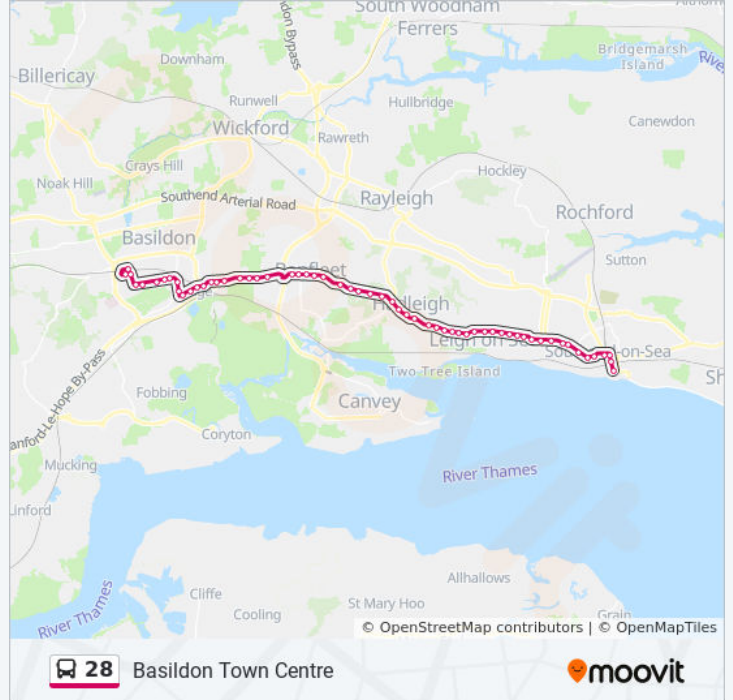 South Woodham
Ferrers
Bridgemarsh
Island
Downham
Billericay
Runwell
Hullbridge
Wickford
Canewdon
Rawreth
Crays Hill
Hockley
Noak Hill
Southend Arterial Road
Rayleigh
Rochford
Basildon
Sutton
Leigh on
Two Tree Island
-on-Sea
Fobbing
Canvey
Coryton
Mucking
River Thames
Allhallows
Cliffe
St Mary Hoo
Cooling
Grain
River Thames
© OpenStreetMap contributors | © OpenMapTiles
28 Basildon Town Centre
moovit